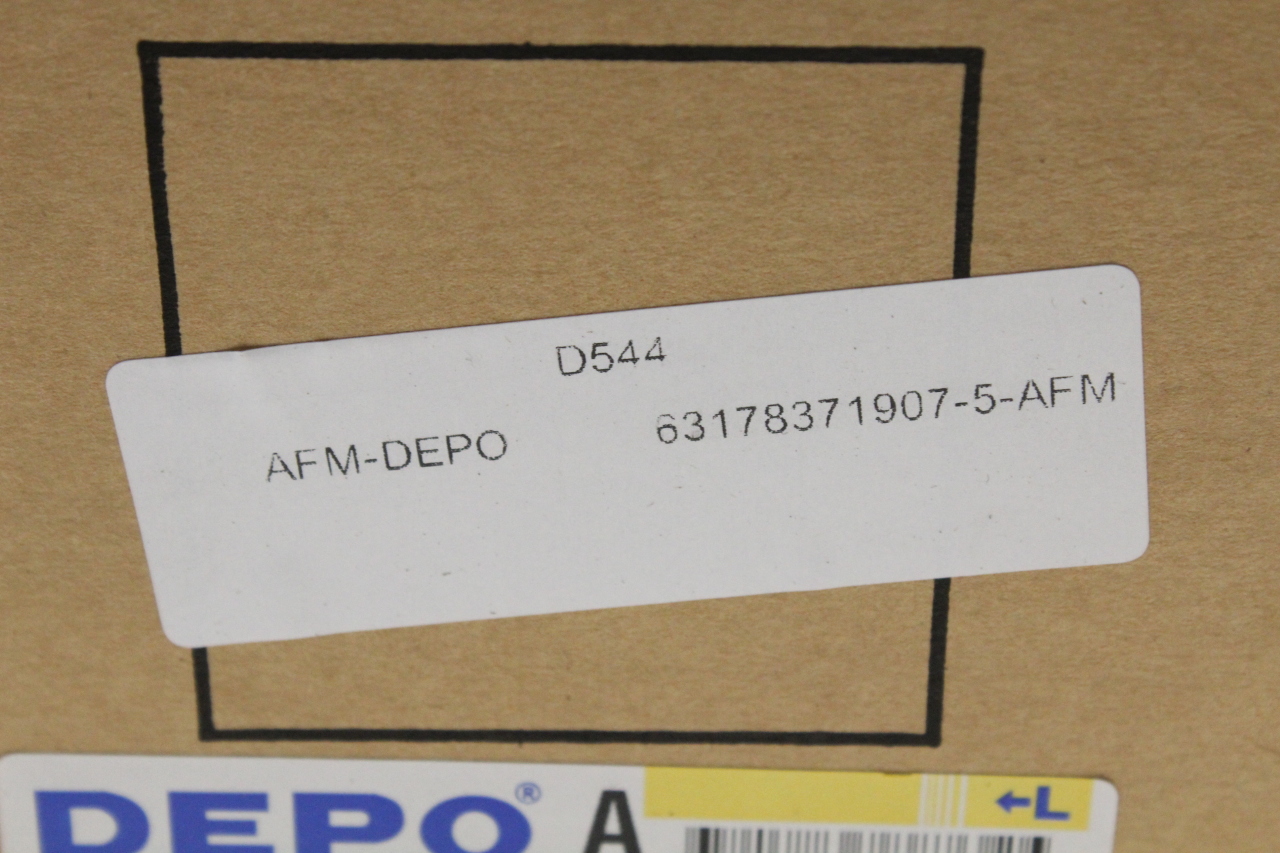 D544
AFM-DEPO 63178371907-5-AFM
DEPO® A ←L